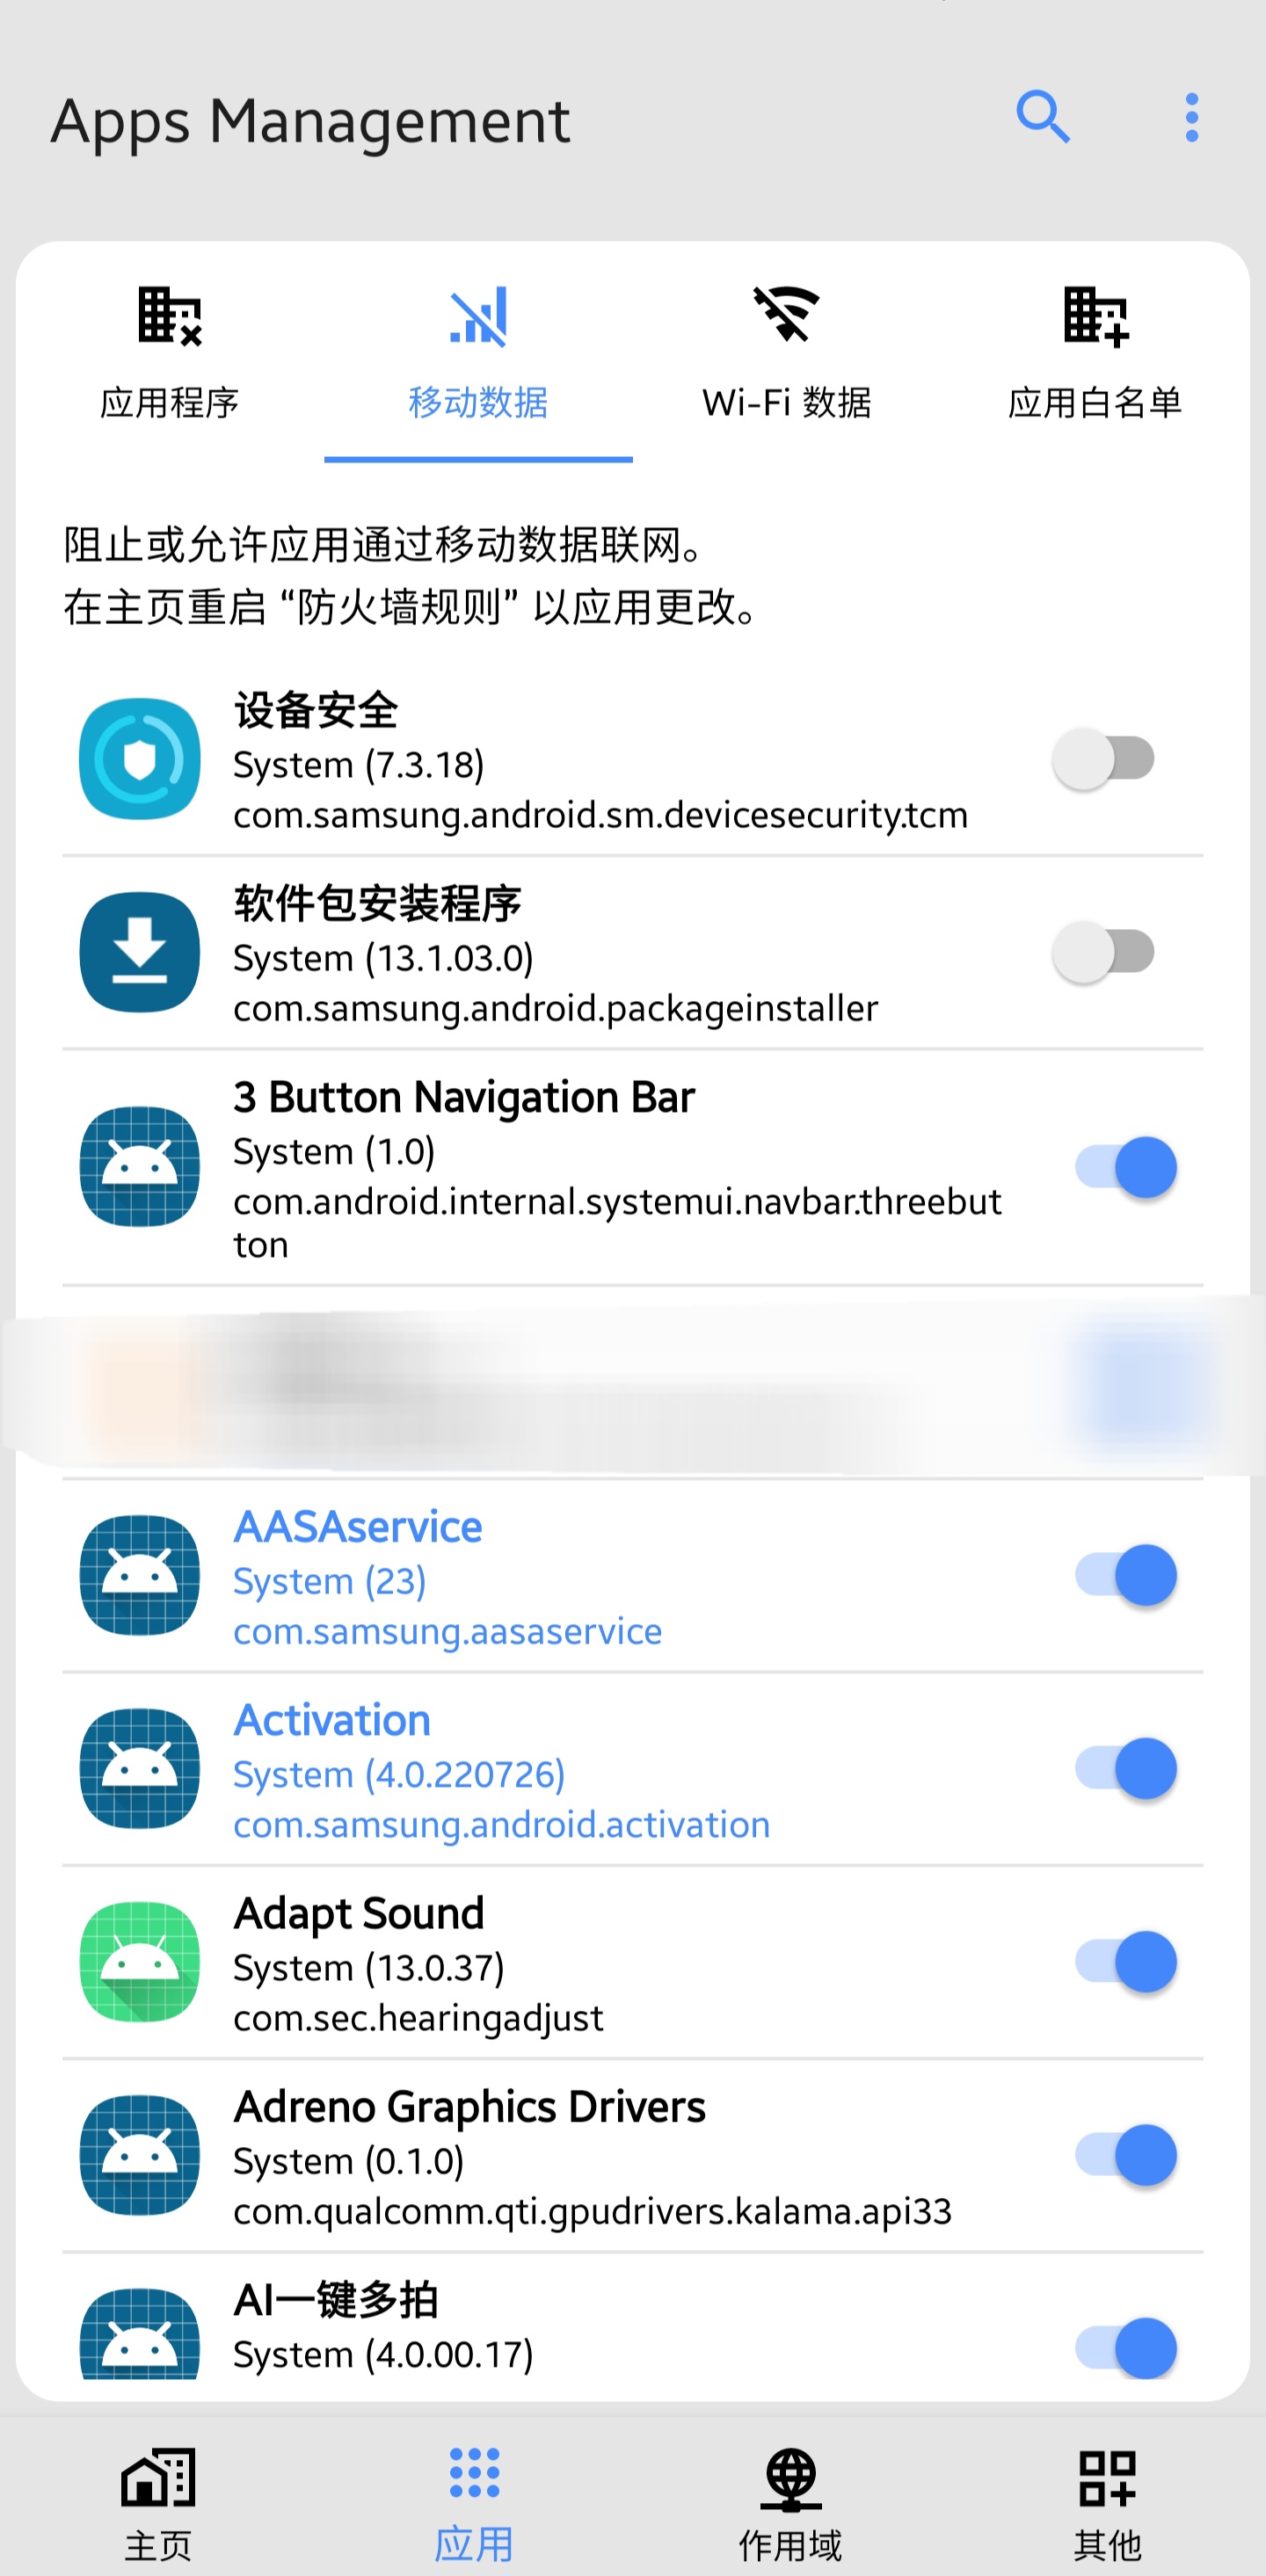 Apps Management
应用程序
移动数据
Wi-Fi 数据
应用白名单
阻止或允许应用通过移动数据联网。
在主页重启 “防火墙规则” 以应用更改。
设备安全
System (7.3.18)
com.samsung.android.sm.devicesecurity.tcm
软件包安装程序
System (13.1.03.0)
com.samsung.android.packageinstaller
3 Button Navigation Bar
System (1.0)
com.android.internal.systemui.navbar.threebut
ton
AASAservice
System (23)
com.samsung.aasaservice
Activation
System (4.0.220726)
com.samsung.android.activation
Adapt Sound
System (13.0.37)
com.sec.hearingadjust
Adreno Graphics Drivers
System (0.1.0)
com.qualcomm.qti.gpudrivers.kalama.api33
AI一键多拍
System (4.0.00.17)
主页
应用
作用域
其他